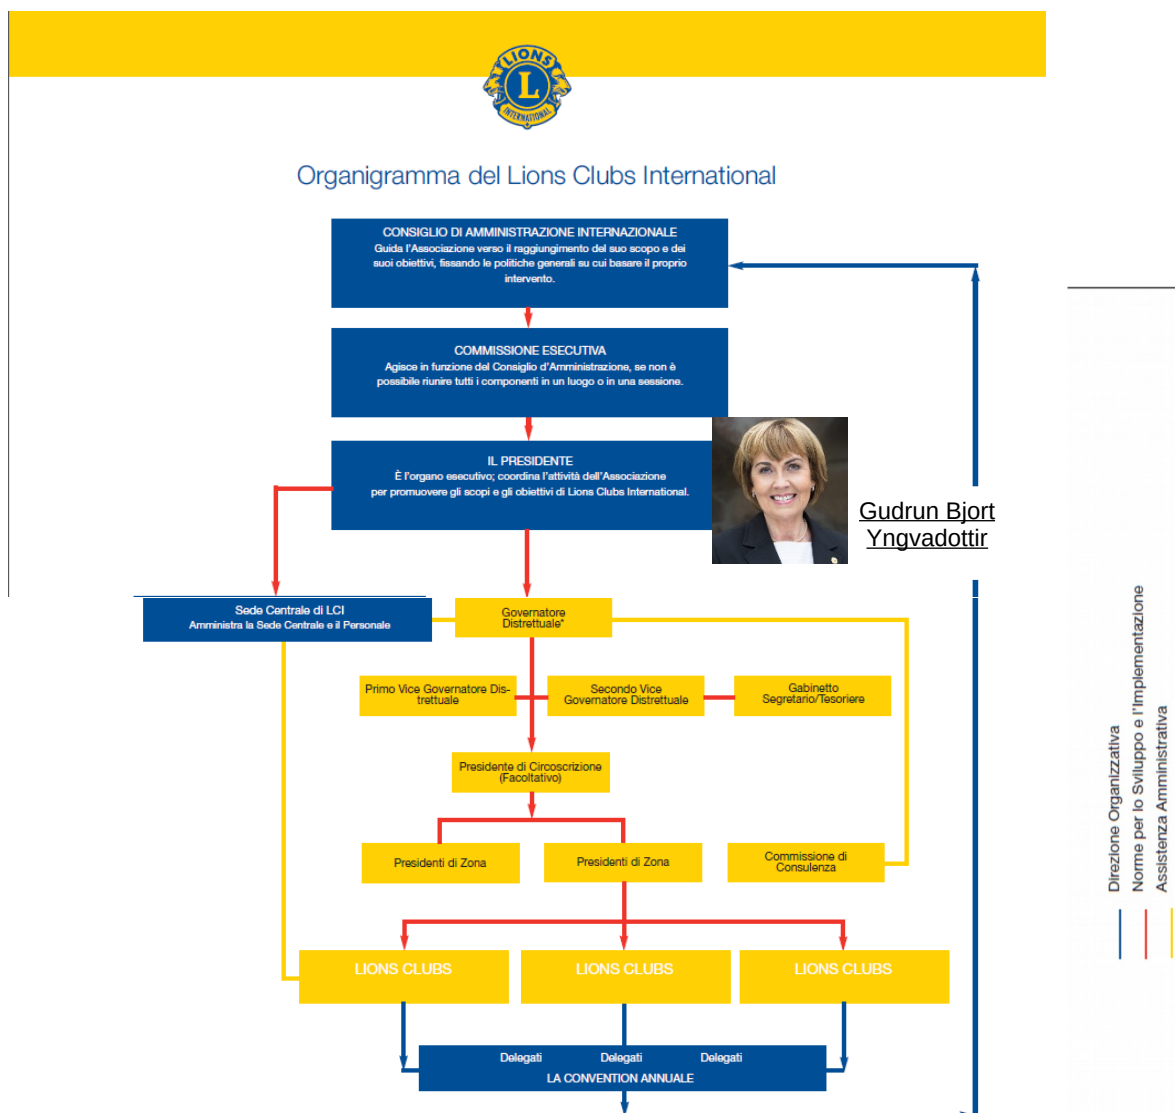 LIONS
L
INTERNATIONAL
Organigramma del Lions Clubs International
CONSIGLIO DI AMMINISTRAZIONE INTERNAZIONALE
Guida l'Associazione verso il raggiungimento del suo scopo e dei
suoi obiettivi, fissando le politiche generali su cui basare il proprio
intervento.
COMMISSIONE ESECUTIVA
Agisce in funzione del Consiglio d'Amministrazione, se non è
possibile riunire tutti i componenti in un luogo o in una sessione.
IL PRESIDENTE
È l'organo esecutivo; coordina l'attività dell'Associazione
per promuovere gli scopi e gli obiettivi di Lions Clubs International.
Gudrun Bjort
Yngvadottir
Sede Centrale di LCI
Amministra la Sede Centrale e il Personale
Governatore
Distrettuale*
Primo Vice Governatore Dis-
trettuale
Secondo Vice
Governatore Distrettuale
Gabinetto
Segretario/Tesoriere
Presidente di Circoscrizione
(Facoltativo)
Presidenti di Zona
Presidenti di Zona
Commissione di
Consulenza
LIONS CLUBS
LIONS CLUBS
LIONS CLUBS
Delegati Delegati Delegati
LA CONVENTION ANNUALE
Direzione Organizzativa
Norme per lo Sviluppo e l'Implementazione
Assistenza Amministrativa